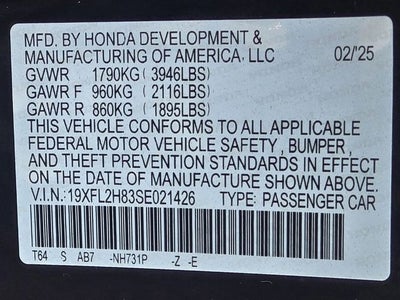 MFD. BY HONDA DEVELOPMENT &
MANUFACTURING OF AMERICA, LLC 02/'25
GVWR 1790KG (3946LBS)
GAWR F 960KG (2116LBS)
GAWR R 860KG (1895LBS)
THIS VEHICLE CONFORMS TO ALL APPLICABLE
FEDERAL MOTOR VEHICLE SAFETY, BUMPER,
AND THEFT PREVENTION STANDARDS IN EFFECT
ON THE DATE OF MANUFACTURE SHOWN ABOVE.
V.I.N.:19XFL2H83SE021426 TYPE: PASSENGER CAR
T64 S AB7 -NH731P -Z -E